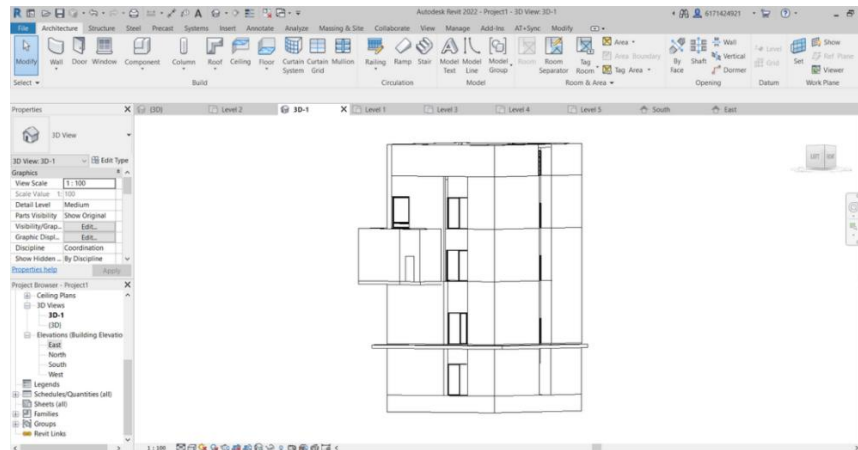 Autodesk Revit 2022 - Project1 - 3D View: 3D-1
6171424921
File Architecture Structure Steel Precast Systems Insert Annotate Analyze Massing & Site Collaborate View Manage Add-Ins AT+Sync Modify
Modify Wall Door Window Component Column Roof Ceiling Floor Curtain System Curtain Grid Mullion Railing Ramp Stair Model Text Model Line Model Group Room Room Separator Tag Room Area Area Boundary Tag Area By Face Shaft Wall Vertical Dormer Level Grid Set Show Ref Plane Viewer
Select Build Circulation Model Room & Area Opening Datum Work Plane
Properties
(3D) Level 2 3D-1 Level 1 Level 3 Level 4 Level 5 South East
3D View
3D View: 3D-1 Edit Type
Graphics
View Scale 1 : 100
Scale Value 1: 100
Detail Level Medium
Parts Visibility Show Original
Visibility/Grap... Edit...
Graphic Displ... Edit...
Discipline Coordination
Show Hidden ... By Discipline
Properties help Apply
Project Browser - Project1
Ceiling Plans
3D Views
3D-1
(3D)
Elevations (Building Elevatio
East
North
South
West
Legends
Schedules/Quantities (all)
Sheets (all)
Families
Groups
Revit Links
LEFT
1 : 100